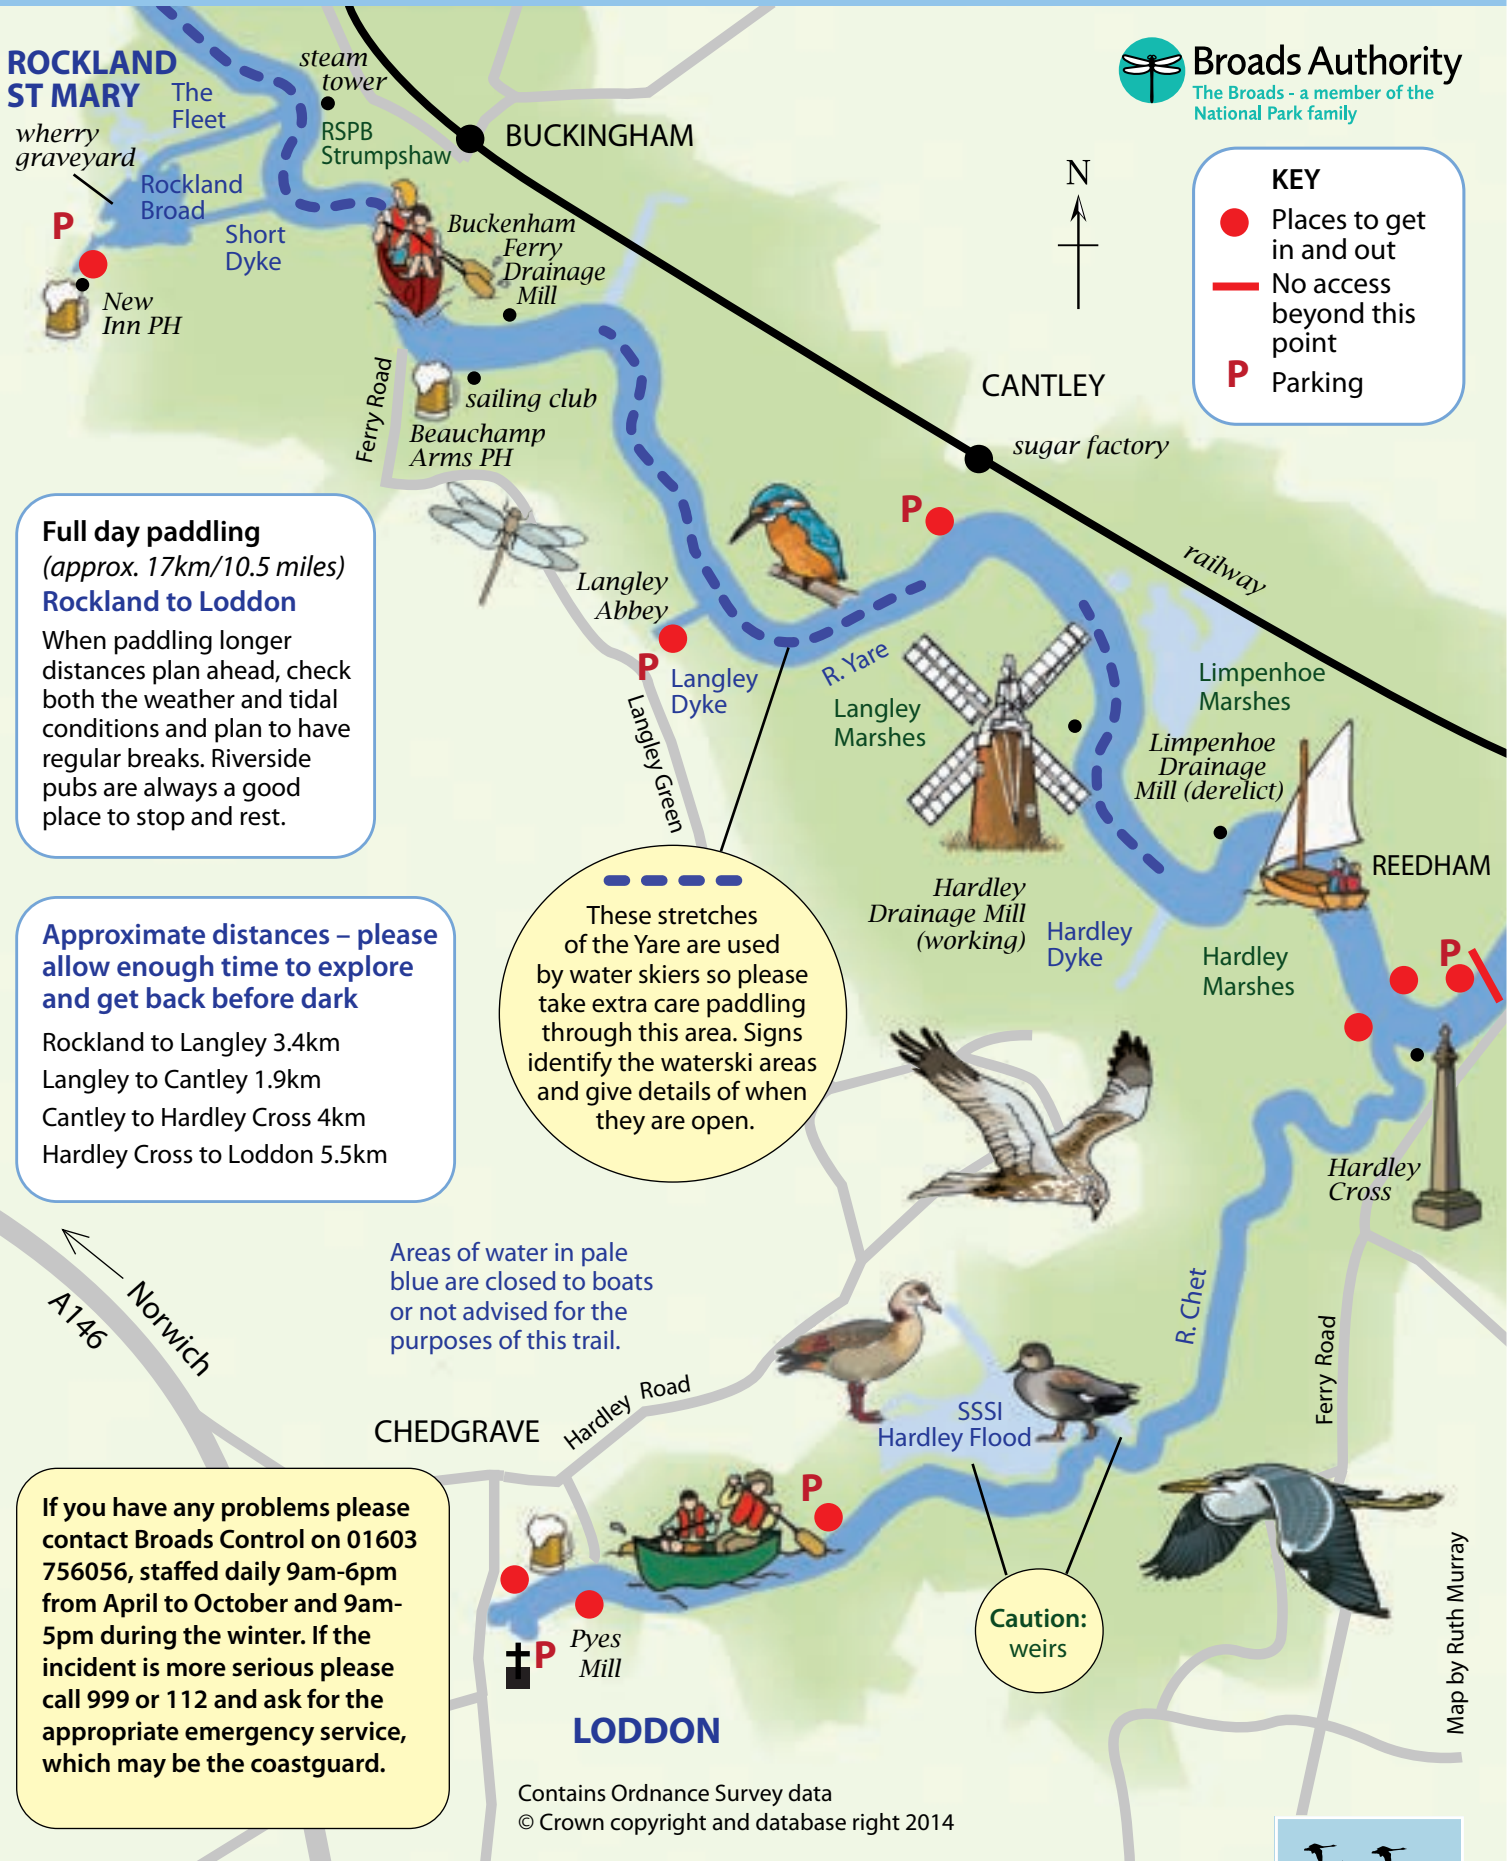 ROCKLAND
ST MARY
The
Fleet
steam
tower
wherry
graveyard
RSPB
Strumpshaw
BUCKINGHAM
Rockland
Broad
P
Short
Dyke
New
Inn PH
Buckenham
Ferry
Drainage
Mill
Ferry Road
sailing club
Beauchamp
Arms PH
Broads Authority
The Broads - a member of the
National Park family
N
KEY
Places to get
in and out
No access
beyond this
point
P Parking
CANTLEY
sugar factory
P
railway
Full day paddling
(approx. 17km/10.5 miles)
Rockland to Loddon
When paddling longer
distances plan ahead, check
both the weather and tidal
conditions and plan to have
regular breaks. Riverside
pubs are always a good
place to stop and rest.
Langley
Abbey
P
Langley
Dyke
Langley Green
R. Yare
Langley
Marshes
Limpenhoe
Marshes
Limpenhoe
Drainage
Mill (derelict)
REEDHAM
Hardley
Drainage Mill
(working)
Hardley
Dyke
Hardley
Marshes
P
Approximate distances – please
allow enough time to explore
and get back before dark
Rockland to Langley 3.4km
Langley to Cantley 1.9km
Cantley to Hardley Cross 4km
Hardley Cross to Loddon 5.5km
These stretches
of the Yare are used
by water skiers so please
take extra care paddling
through this area. Signs
identify the waterski areas
and give details of when
they are open.
Hardley
Cross
A146
Norwich
Areas of water in pale
blue are closed to boats
or not advised for the
purposes of this trail.
R. Chet
Ferry Road
CHEDGRAVE
Hardley Road
SSSI
Hardley Flood
P
If you have any problems please
contact Broads Control on 01603
756056, staffed daily 9am-6pm
from April to October and 9am-
5pm during the winter. If the
incident is more serious please
call 999 or 112 and ask for the
appropriate emergency service,
which may be the coastguard.
P
Pyes
Mill
Caution:
weirs
LODDON
Map by Ruth Murray
Contains Ordnance Survey data
© Crown copyright and database right 2014